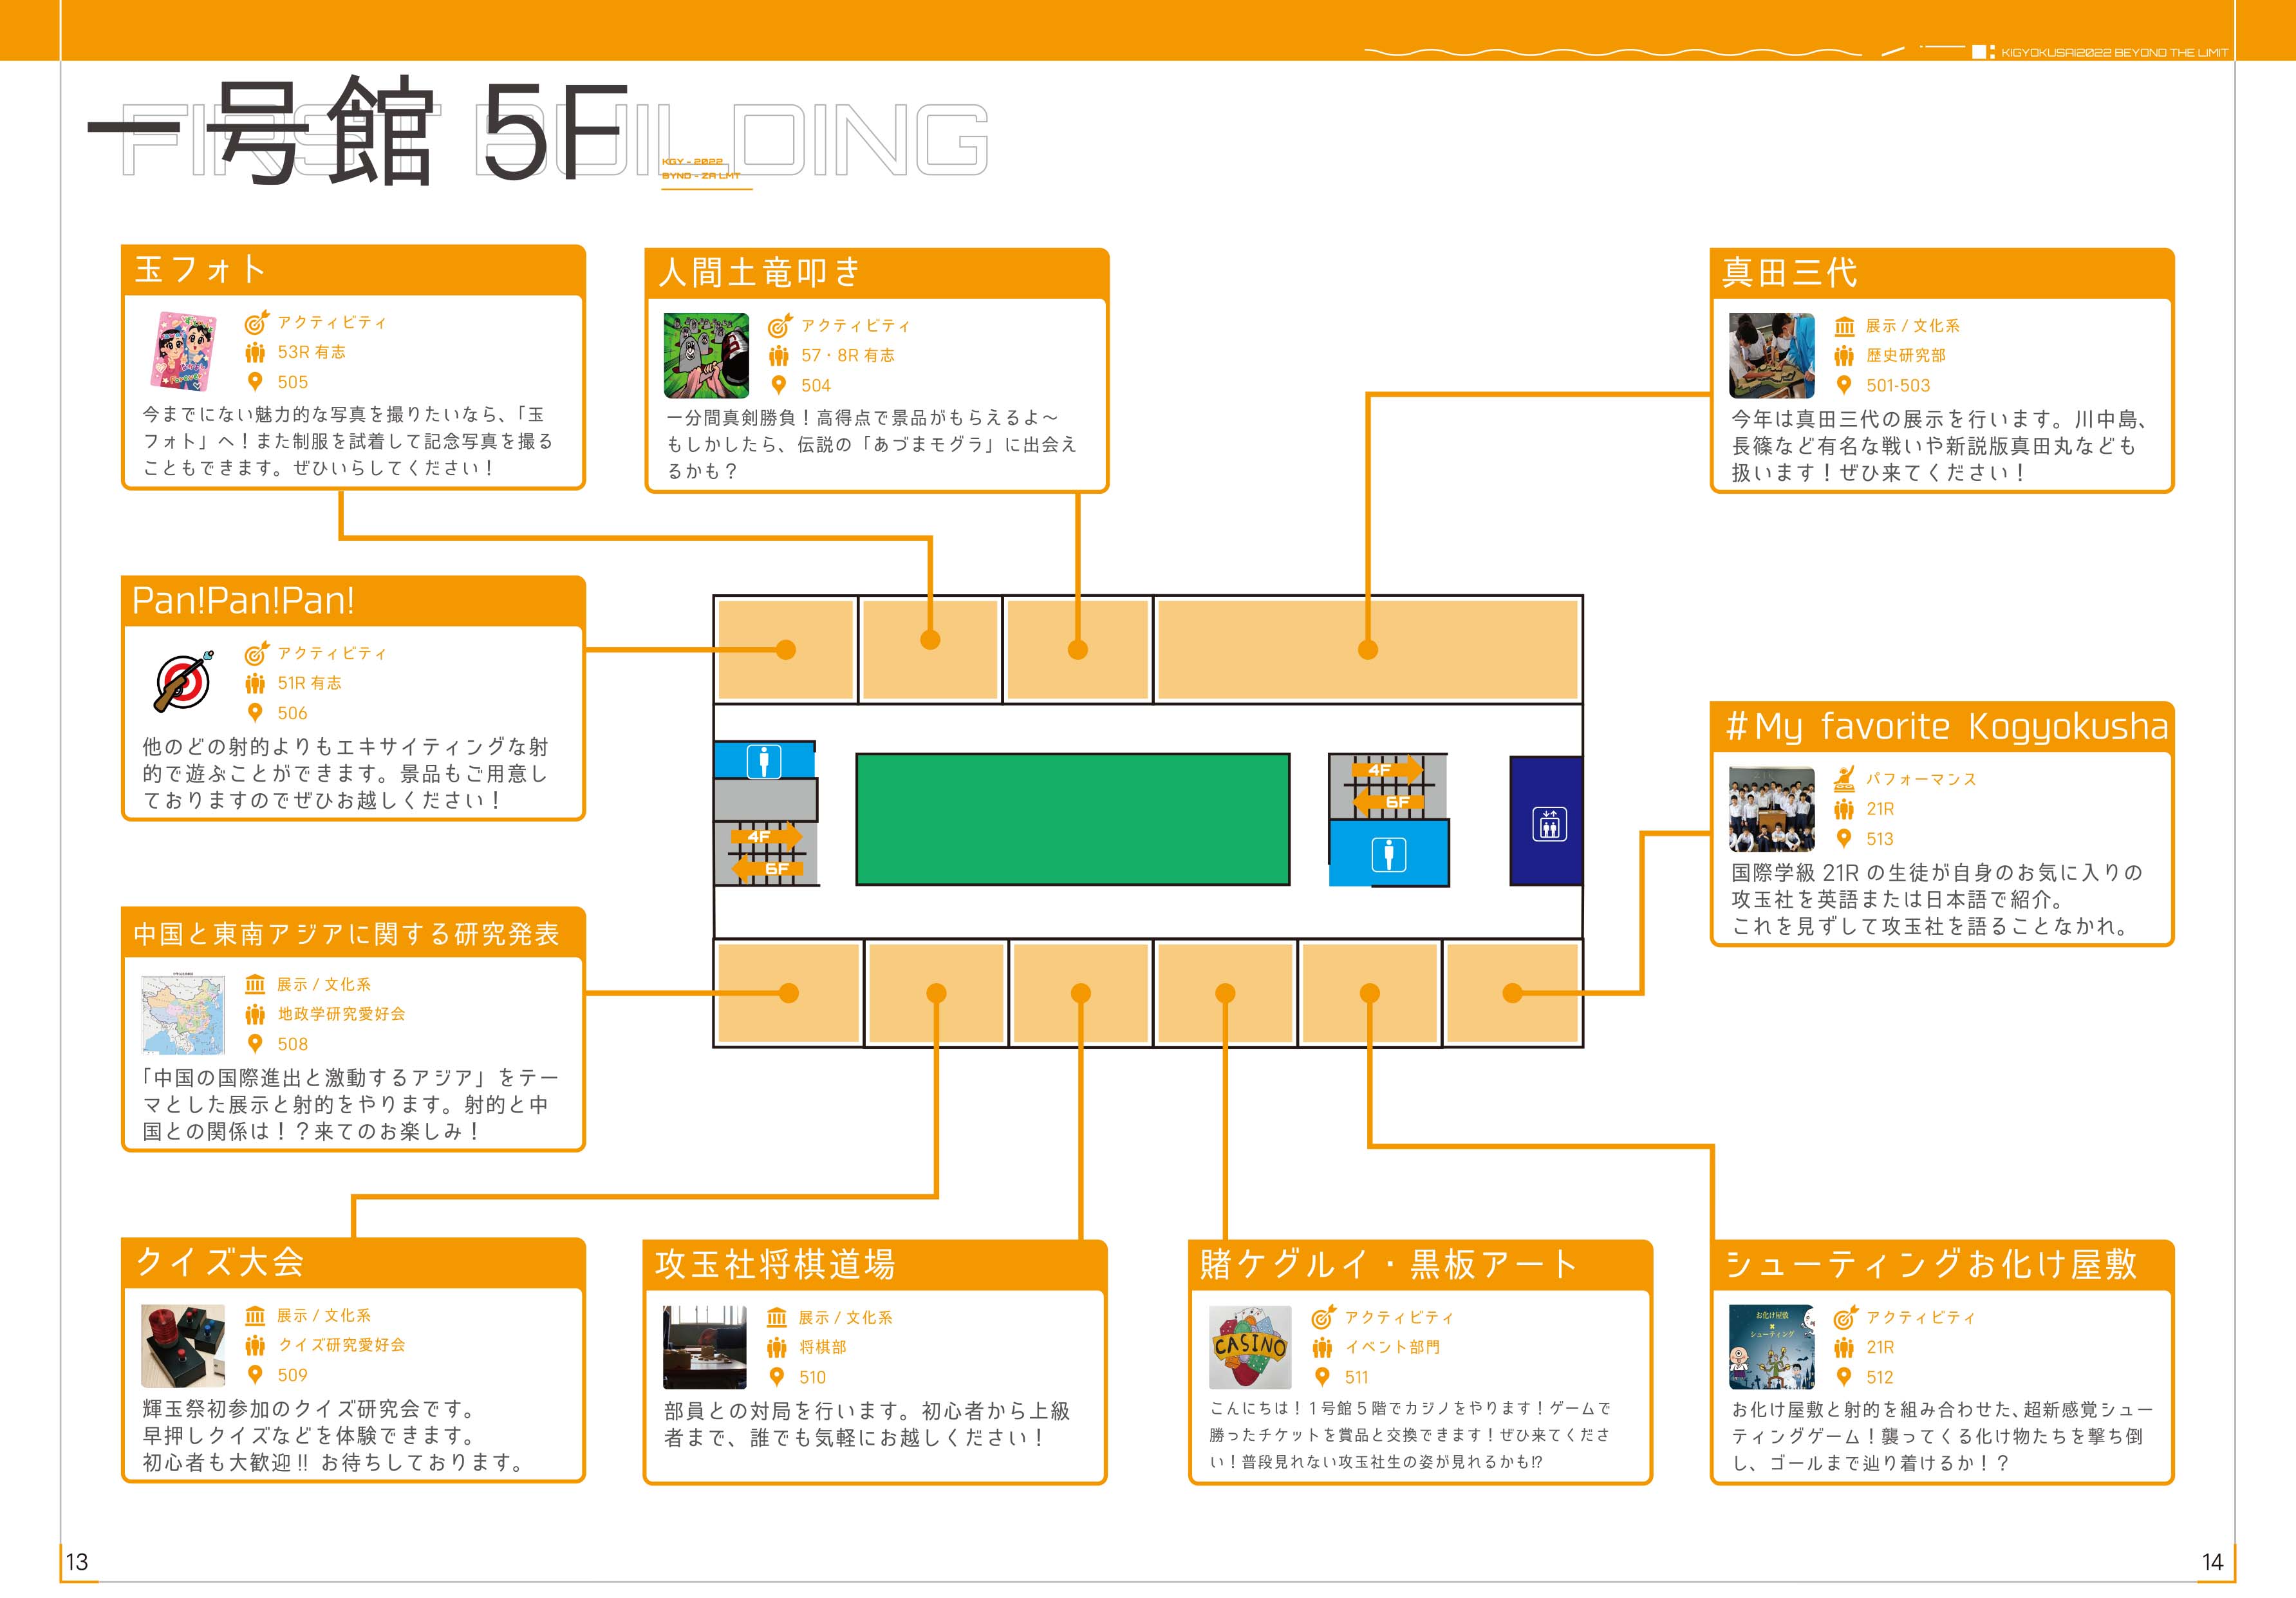 KIGYOKUSAI2022 BEYOND THE LIMIT
FIRST BUILDING
一号館 5F
KGY - 2022
BYND - ZA LMT
玉フォト
アクティビティ
53R 有志
505
今までにない魅力的な写真を撮りたいなら、「玉
フォト」へ！また制服を試着して記念写真を撮る
こともできます。ぜひいらしてください！
人間土竜叩き
アクティビティ
57・8R 有志
504
一分間真剣勝負！高得点で景品がもらえるよ～
もしかしたら、伝説の「あづまモグラ」に出会え
るかも？
真田三代
展示 / 文化系
歴史研究部
501-503
今年は真田三代の展示を行います。川中島、
長篠など有名な戦いや新説版真田丸なども
扱います！ぜひ来てください！
Pan!Pan!Pan!
アクティビティ
51R 有志
506
他のどの射的よりもエキサイティングな射
的で遊ぶことができます。景品もご用意し
ておりますのでぜひお越しください！
4F
6F
4F
6F
#My favorite Kogyokusha
パフォーマンス
21R
513
国際学級 21R の生徒が自身のお気に入りの
攻玉社を英語または日本語で紹介。
これを見ずして攻玉社を語ることなかれ。
中国と東南アジアに関する研究発表
展示 / 文化系
地政学研究愛好会
508
「中国の国際進出と激動するアジア」をテー
マとした展示と射的をやります。射的と中
国との関係は！？来てのお楽しみ！
クイズ大会
展示 / 文化系
クイズ研究愛好会
509
輝玉祭初参加のクイズ研究会です。
早押しクイズなどを体験できます。
初心者も大歓迎!! お待ちしております。
攻玉社将棋道場
展示 / 文化系
将棋部
510
部員との対局を行います。初心者から上級
者まで、誰でも気軽にお越しください！
賭ケグルイ・黒板アート
CASINO
アクティビティ
イベント部門
511
こんにちは！1号館5階でカジノをやります！ゲームで
勝ったチケットを賞品と交換できます！ぜひ来てくださ
い！普段見れない攻玉社生の姿が見れるかも!?
シューティングお化け屋敷
お化け屋敷
×
シューティング
アクティビティ
21R
512
お化け屋敷と射的を組み合わせた、超新感覚シュー
ティングゲーム！襲ってくる化け物たちを撃ち倒
し、ゴールまで辿り着けるか！？
13
14